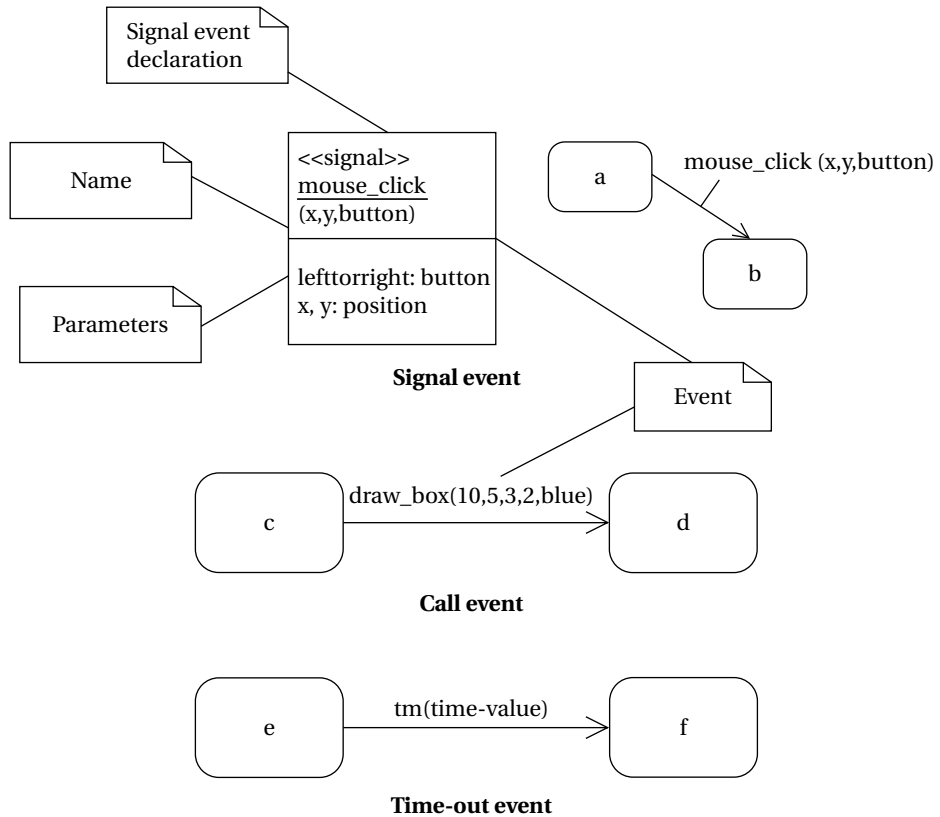 Signal event
declaration
Name
Parameters
<<signal>>
mouse_click
(x,y,button)
lefttorright: button
x, y: position
a
mouse_click (x,y,button)
b
Signal event
Event
c
draw_box(10,5,3,2,blue)
d
Call event
e
tm(time-value)
f
Time-out event